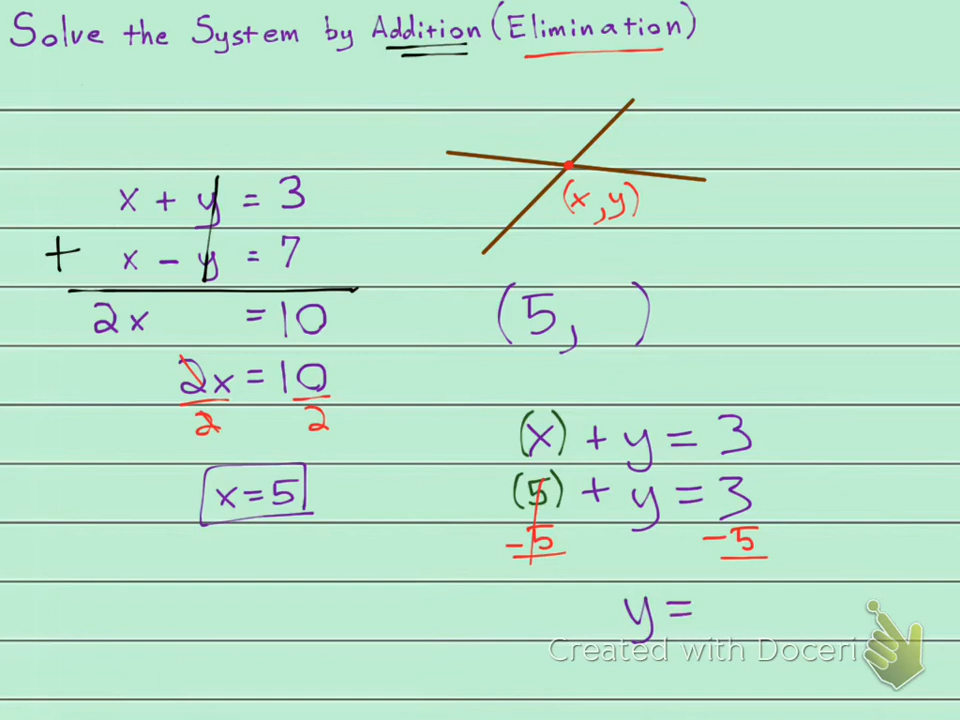 Solve the System by Addition (Elimination)
x + y = 3
+ x - y = 7
2x = 10
2x = 10
2 2
x = 5
(x, y)
(5, )
(x) + y = 3
(5) + y = 3
-5 -5
y =
Created with Doceri